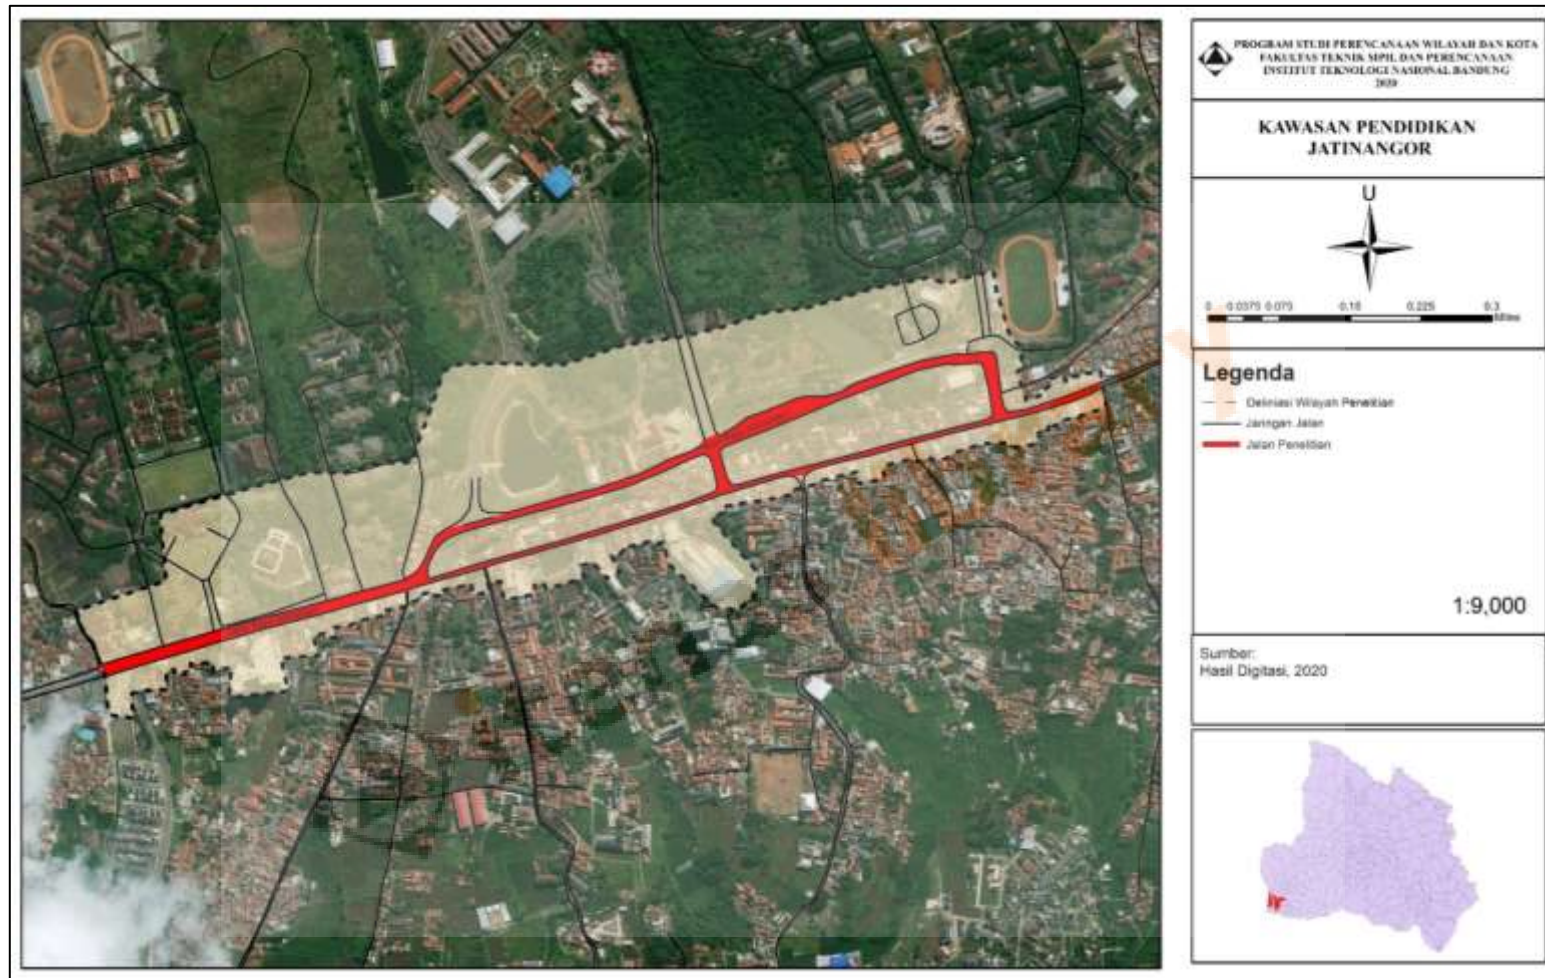 PROGRAM STUDI PERENCANAAN WILAYAH DAN KOTA
FAKULTAS TEKNIK SIPIL DAN PERENCANAAN
INSTITUT TEKNOLOGI NASIONAL BANDUNG
2020
KAWASAN PENDIDIKAN
JATINANGOR
U
0 0.0375 0.075 0.15 0.225 0.3
Miles
Legenda
Deliniasi Wilayah Penelitian
Jaringan Jalan
Jalan Penelitian
1:9,000
Sumber:
Hasil Digitasi, 2020